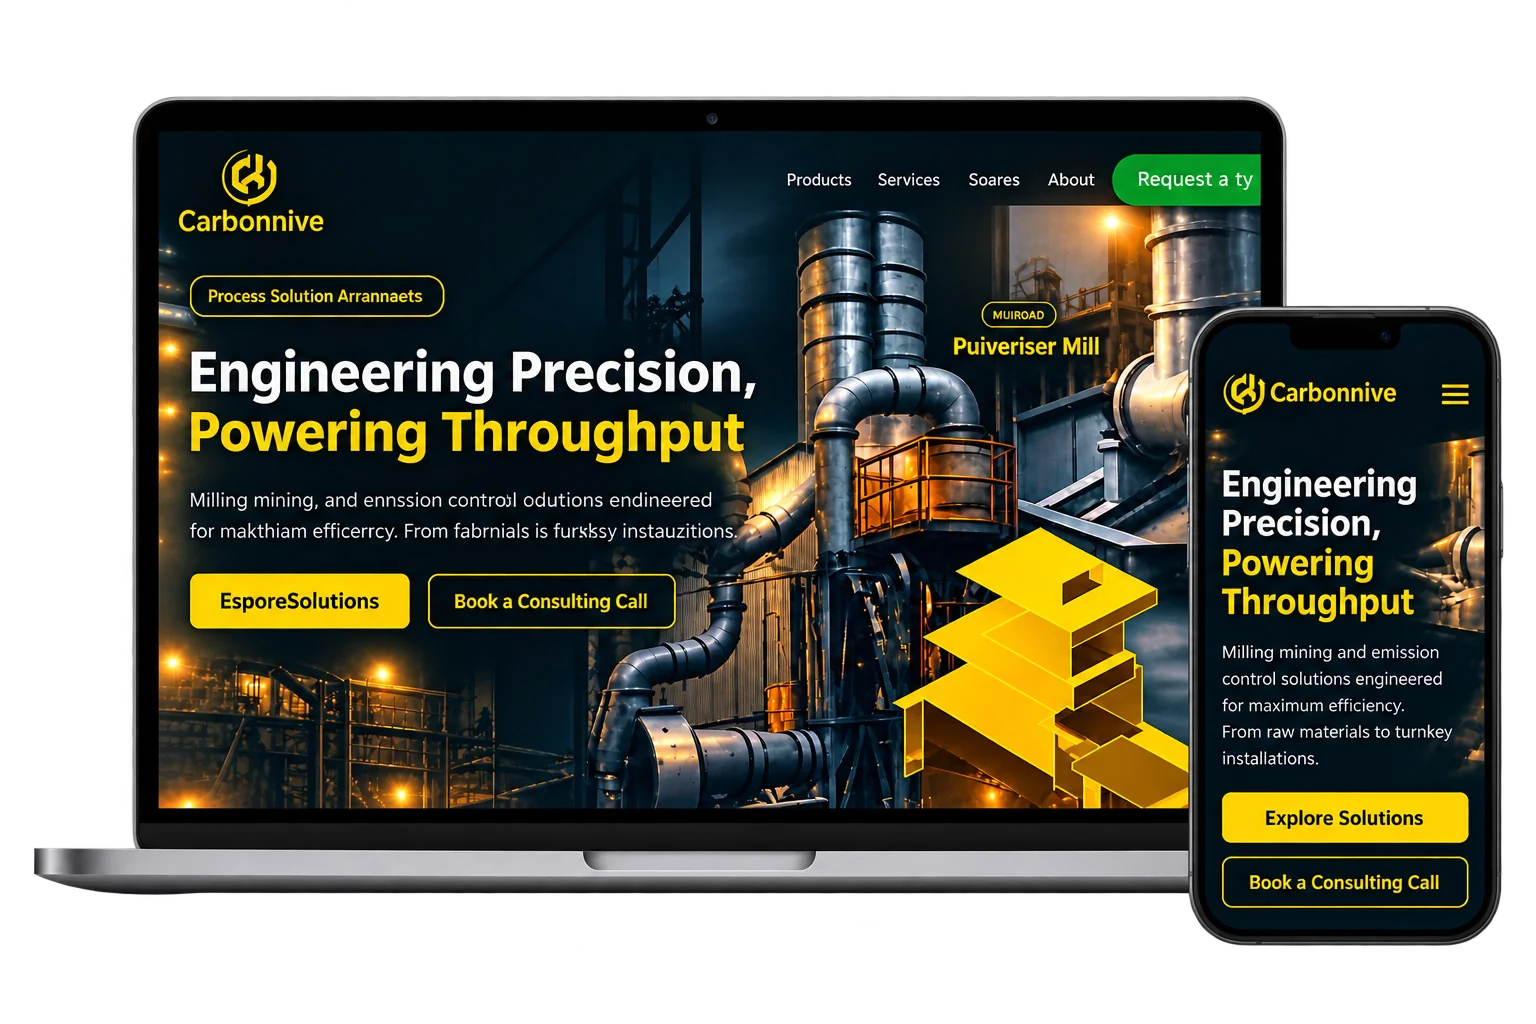 Carbonnive
Products Services Soares About Request a ty
Process Solution Arrannaets
Engineering Precision,
Powering Throughput
Milling mining, and ennssion control odutions endineered
for makthiam efficerrcy. From fabrnials is fursksy instauzitions.
EsporeSolutions
Book a Consulting Call
MUIROAD
Puiveriser Mill
Carbonnive
Engineering
Precision,
Powering
Throughput
Milling mining and emission
control solutions engineered
for maximum efficiency.
From raw materials to turnkey
installations.
Explore Solutions
Book a Consulting Call